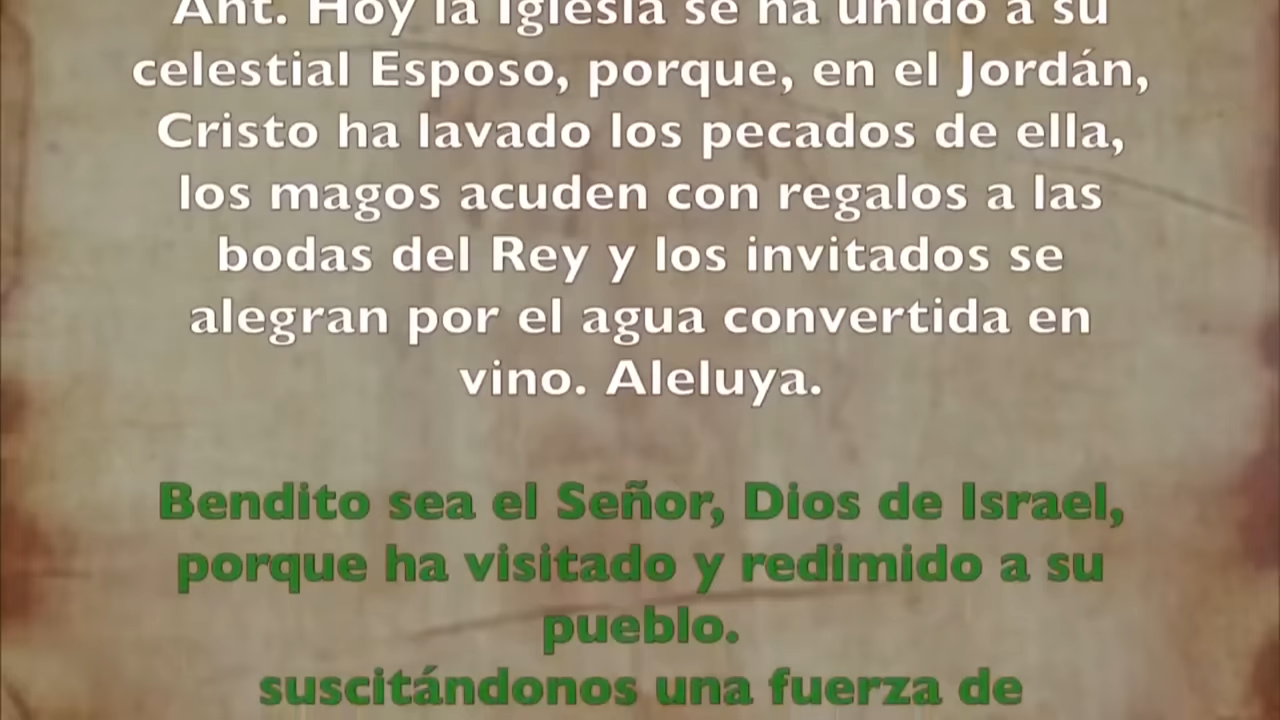 Ant. Hoy la Iglesia se ha unido a su
celestial Esposo, porque, en el Jordán,
Cristo ha lavado los pecados de ella,
los magos acuden con regalos a las
bodas del Rey y los invitados se
alegran por el agua convertida en
vino. Aleluya.
Bendito sea el Señor, Dios de Israel,
porque ha visitado y redimido a su
pueblo.
suscitándonos una fuerza de